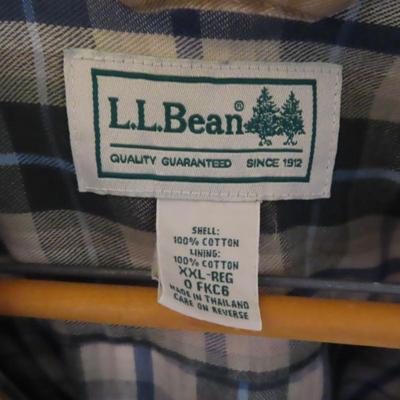 L.L.Bean®
QUALITY GUARANTEED SINCE 1912
SHELL:
100% COTTON
LINING:
100% COTTON
XXL-REG
0 FKC6
MADE IN THAILAND
CARE ON REVERSE